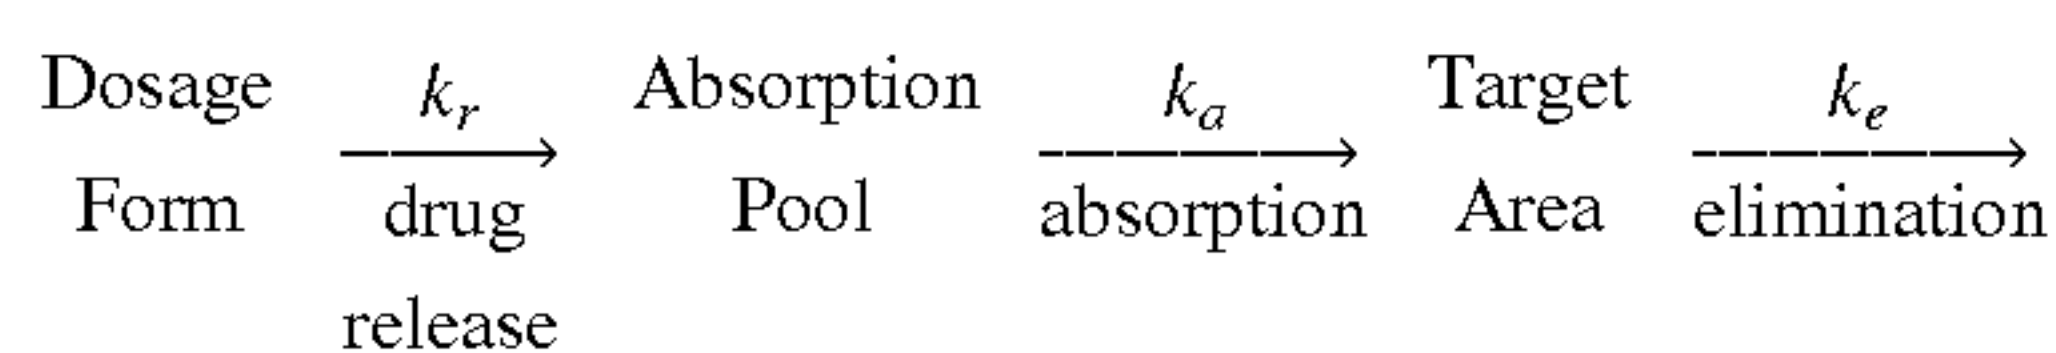 Dosage k_r Absorption k_a Target k_e
Form drug Pool absorption Area elimination
release